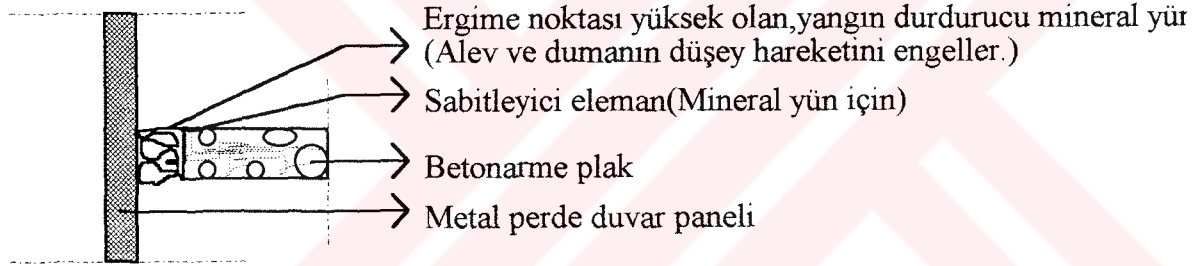 Ergime noktası yüksek olan,yangın durdurucu mineral
(Alev ve dumanın düşey hareketini engeller.)
Sabitleyici eleman(Mineral yün için)
Betonarme plak
Metal perde duvar paneli